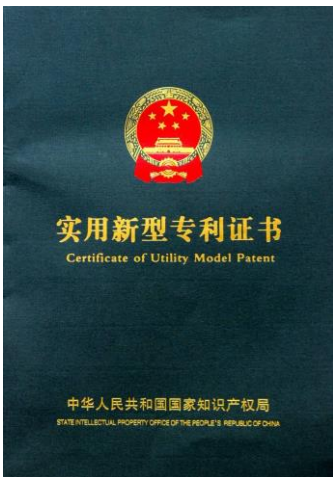 实用新型专利证书
Certificate of Utility Model Patent
中华人民共和国国家知识产权局
STATE INTELLECTUAL PROPERTY OFFICE OF THE PEOPLE'S REPUBLIC OF CHINA